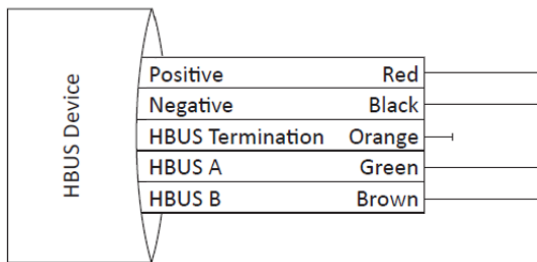 HBUS Device
Positive Red
Negative Black
HBUS Termination Orange
HBUS A Green
HBUS B Brown